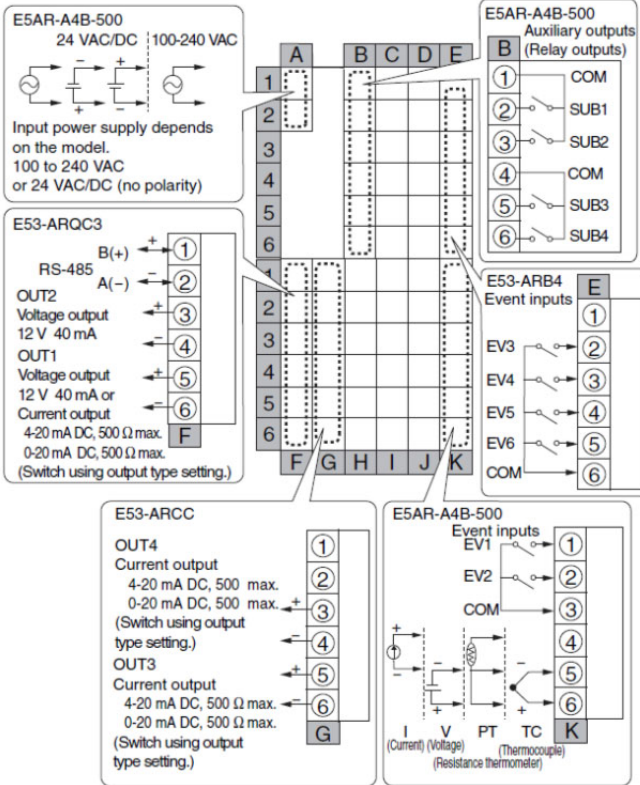 E5AR-A4B-500
24 VAC/DC
100-240 VAC
− +
+ −
Input power supply depends
on the model.
100 to 240 VAC
or 24 VAC/DC (no polarity)
A B C D E
1
2
3
4
5
6
1
2
3
4
5
6
F G H I J K
E5AR-A4B-500
Auxiliary outputs
(Relay outputs)
B
1 COM
2 SUB1
3 SUB2
4 COM
5 SUB3
6 SUB4
E53-ARQC3
B(+) + 1
RS-485
A(−) − 2
OUT2
Voltage output + 3
12 V 40 mA − 4
OUT1
Voltage output + 5
12 V 40 mA or
Current output − 6
4-20 mA DC, 500 Ω max. F
0-20 mA DC, 500 Ω max.
(Switch using output type setting.)
E53-ARB4
Event inputs
E
1
EV3 2
EV4 3
EV5 4
EV6 5
COM 6
E53-ARCC
OUT4 1
Current output
4-20 mA DC, 500 max. 2
0-20 mA DC, 500 max. + 3
(Switch using output
type setting.) − 4
OUT3 + 5
Current output
4-20 mA DC, 500 Ω max. − 6
0-20 mA DC, 500 Ω max. G
(Switch using output
type setting.)
E5AR-A4B-500
Event inputs
EV1 1
EV2 2
COM 3
4
5
6
+ − − + − +
I V PT TC K
(Current) (Voltage) (Thermocouple)
(Resistance thermometer)